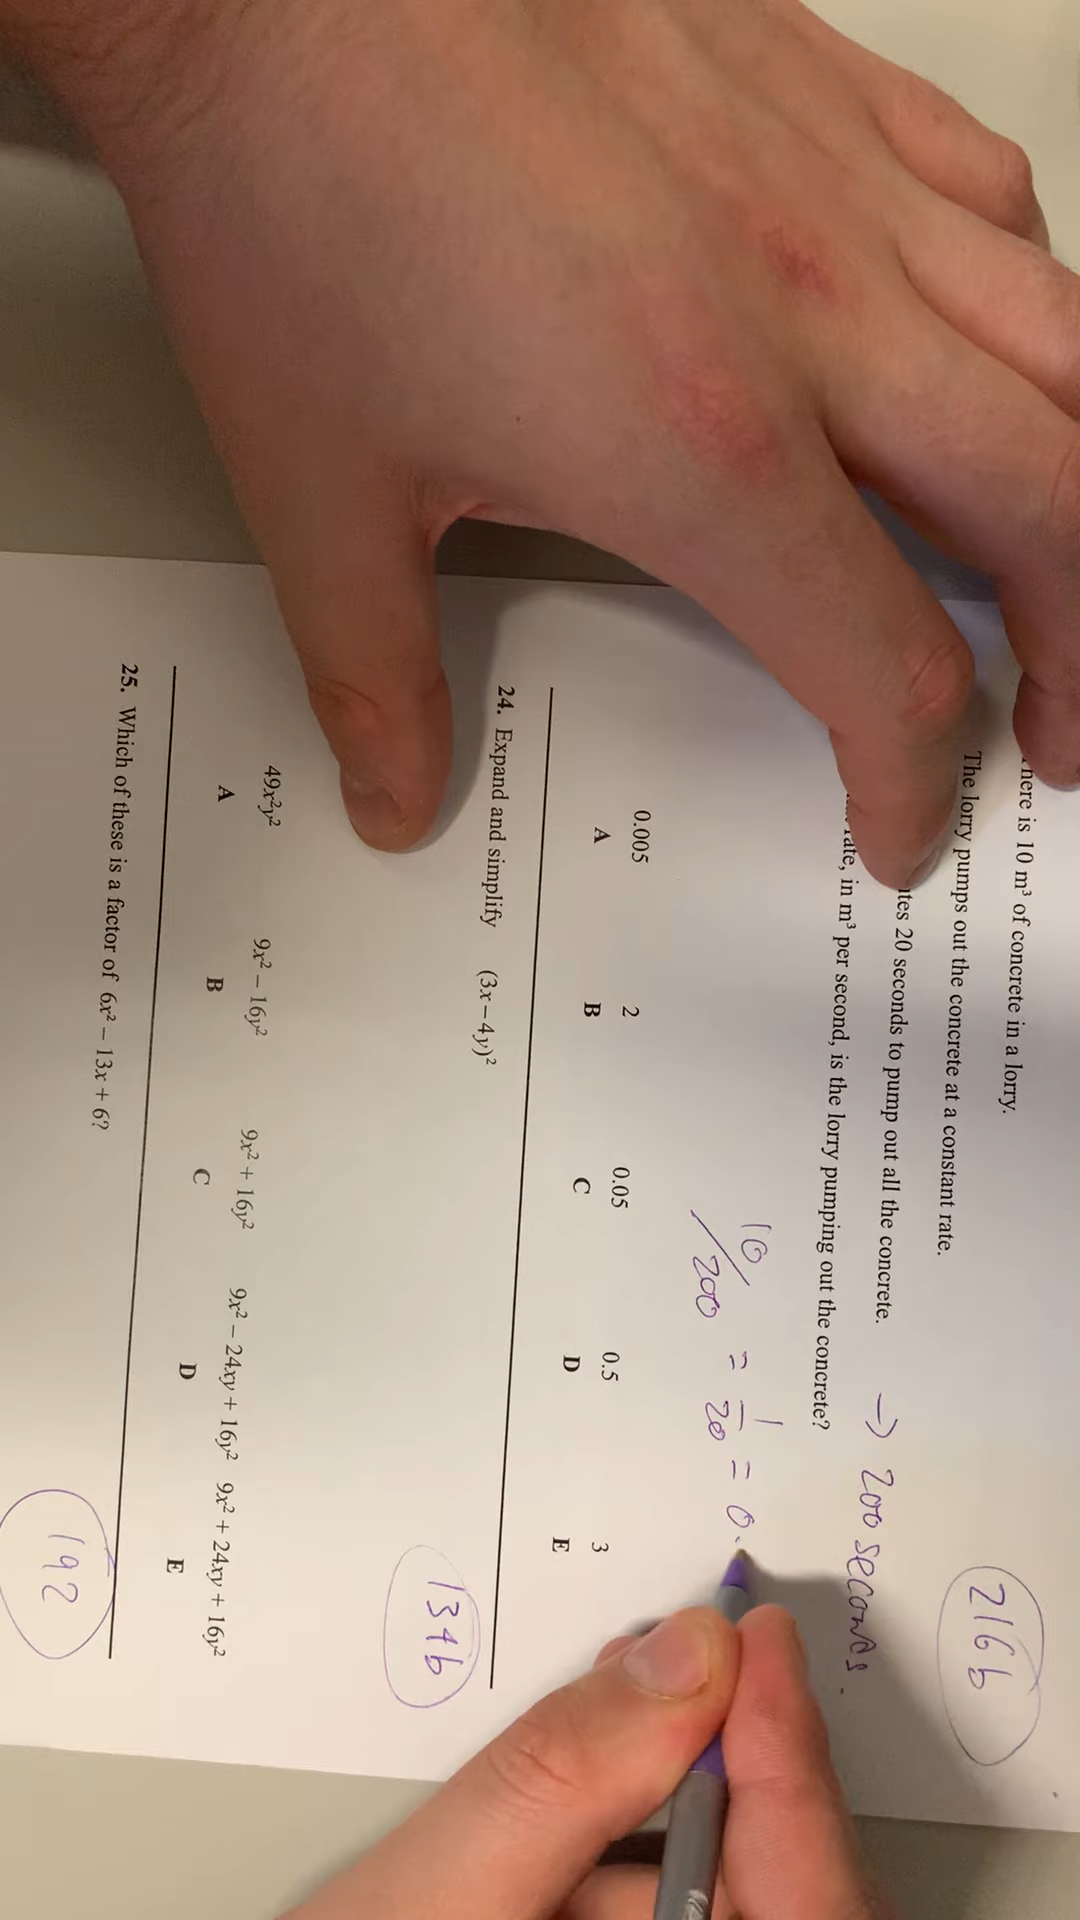 here is 10 m³ of concrete in a lorry.
216b
The lorry pumps out the concrete at a constant rate.
20 seconds to pump out all the concrete. → 200 seconds.
rate, in m³ per second, is the lorry pumping out the concrete?
10/200 = 1/20 = 0.
0.005 2 0.05 0.5 3
A B C D E
24. Expand and simplify (3x – 4y)²
134b
49x²y² 9x² – 16y² 9x² + 16y² 9x² – 24xy + 16y² 9x² + 24xy + 16y²
A B C D E
25. Which of these is a factor of 6x² – 13x + 6?
192